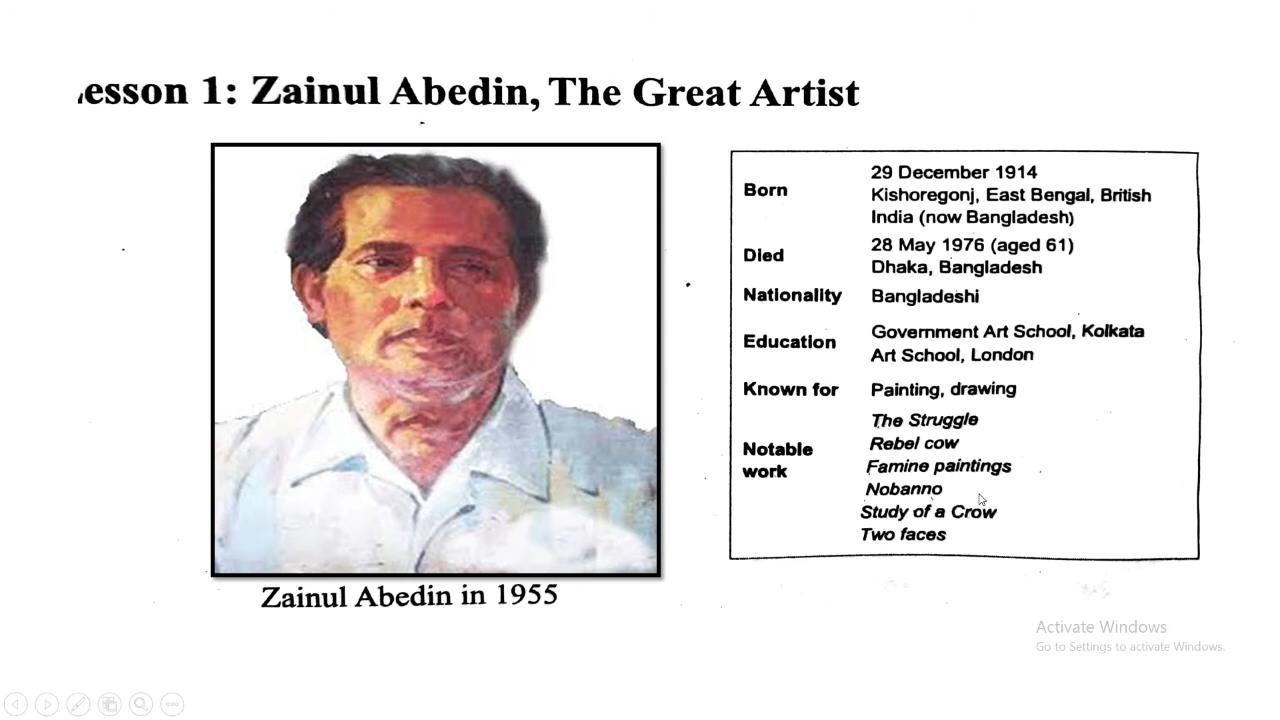 esson 1: Zainul Abedin, The Great Artist
Born
29 December 1914
Kishoregonj, East Bengal, British
India (now Bangladesh)
Died
28 May 1976 (aged 61)
Dhaka, Bangladesh
Nationality
Bangladeshi
Education
Government Art School, Kolkata
Art School, London
Known for
Painting, drawing
Notable
work
The Struggle
Rebel cow
Famine paintings
Nobanno
Study of a Crow
Two faces
Zainul Abedin in 1955
Activate Windows
Go to Settings to activate Windows.